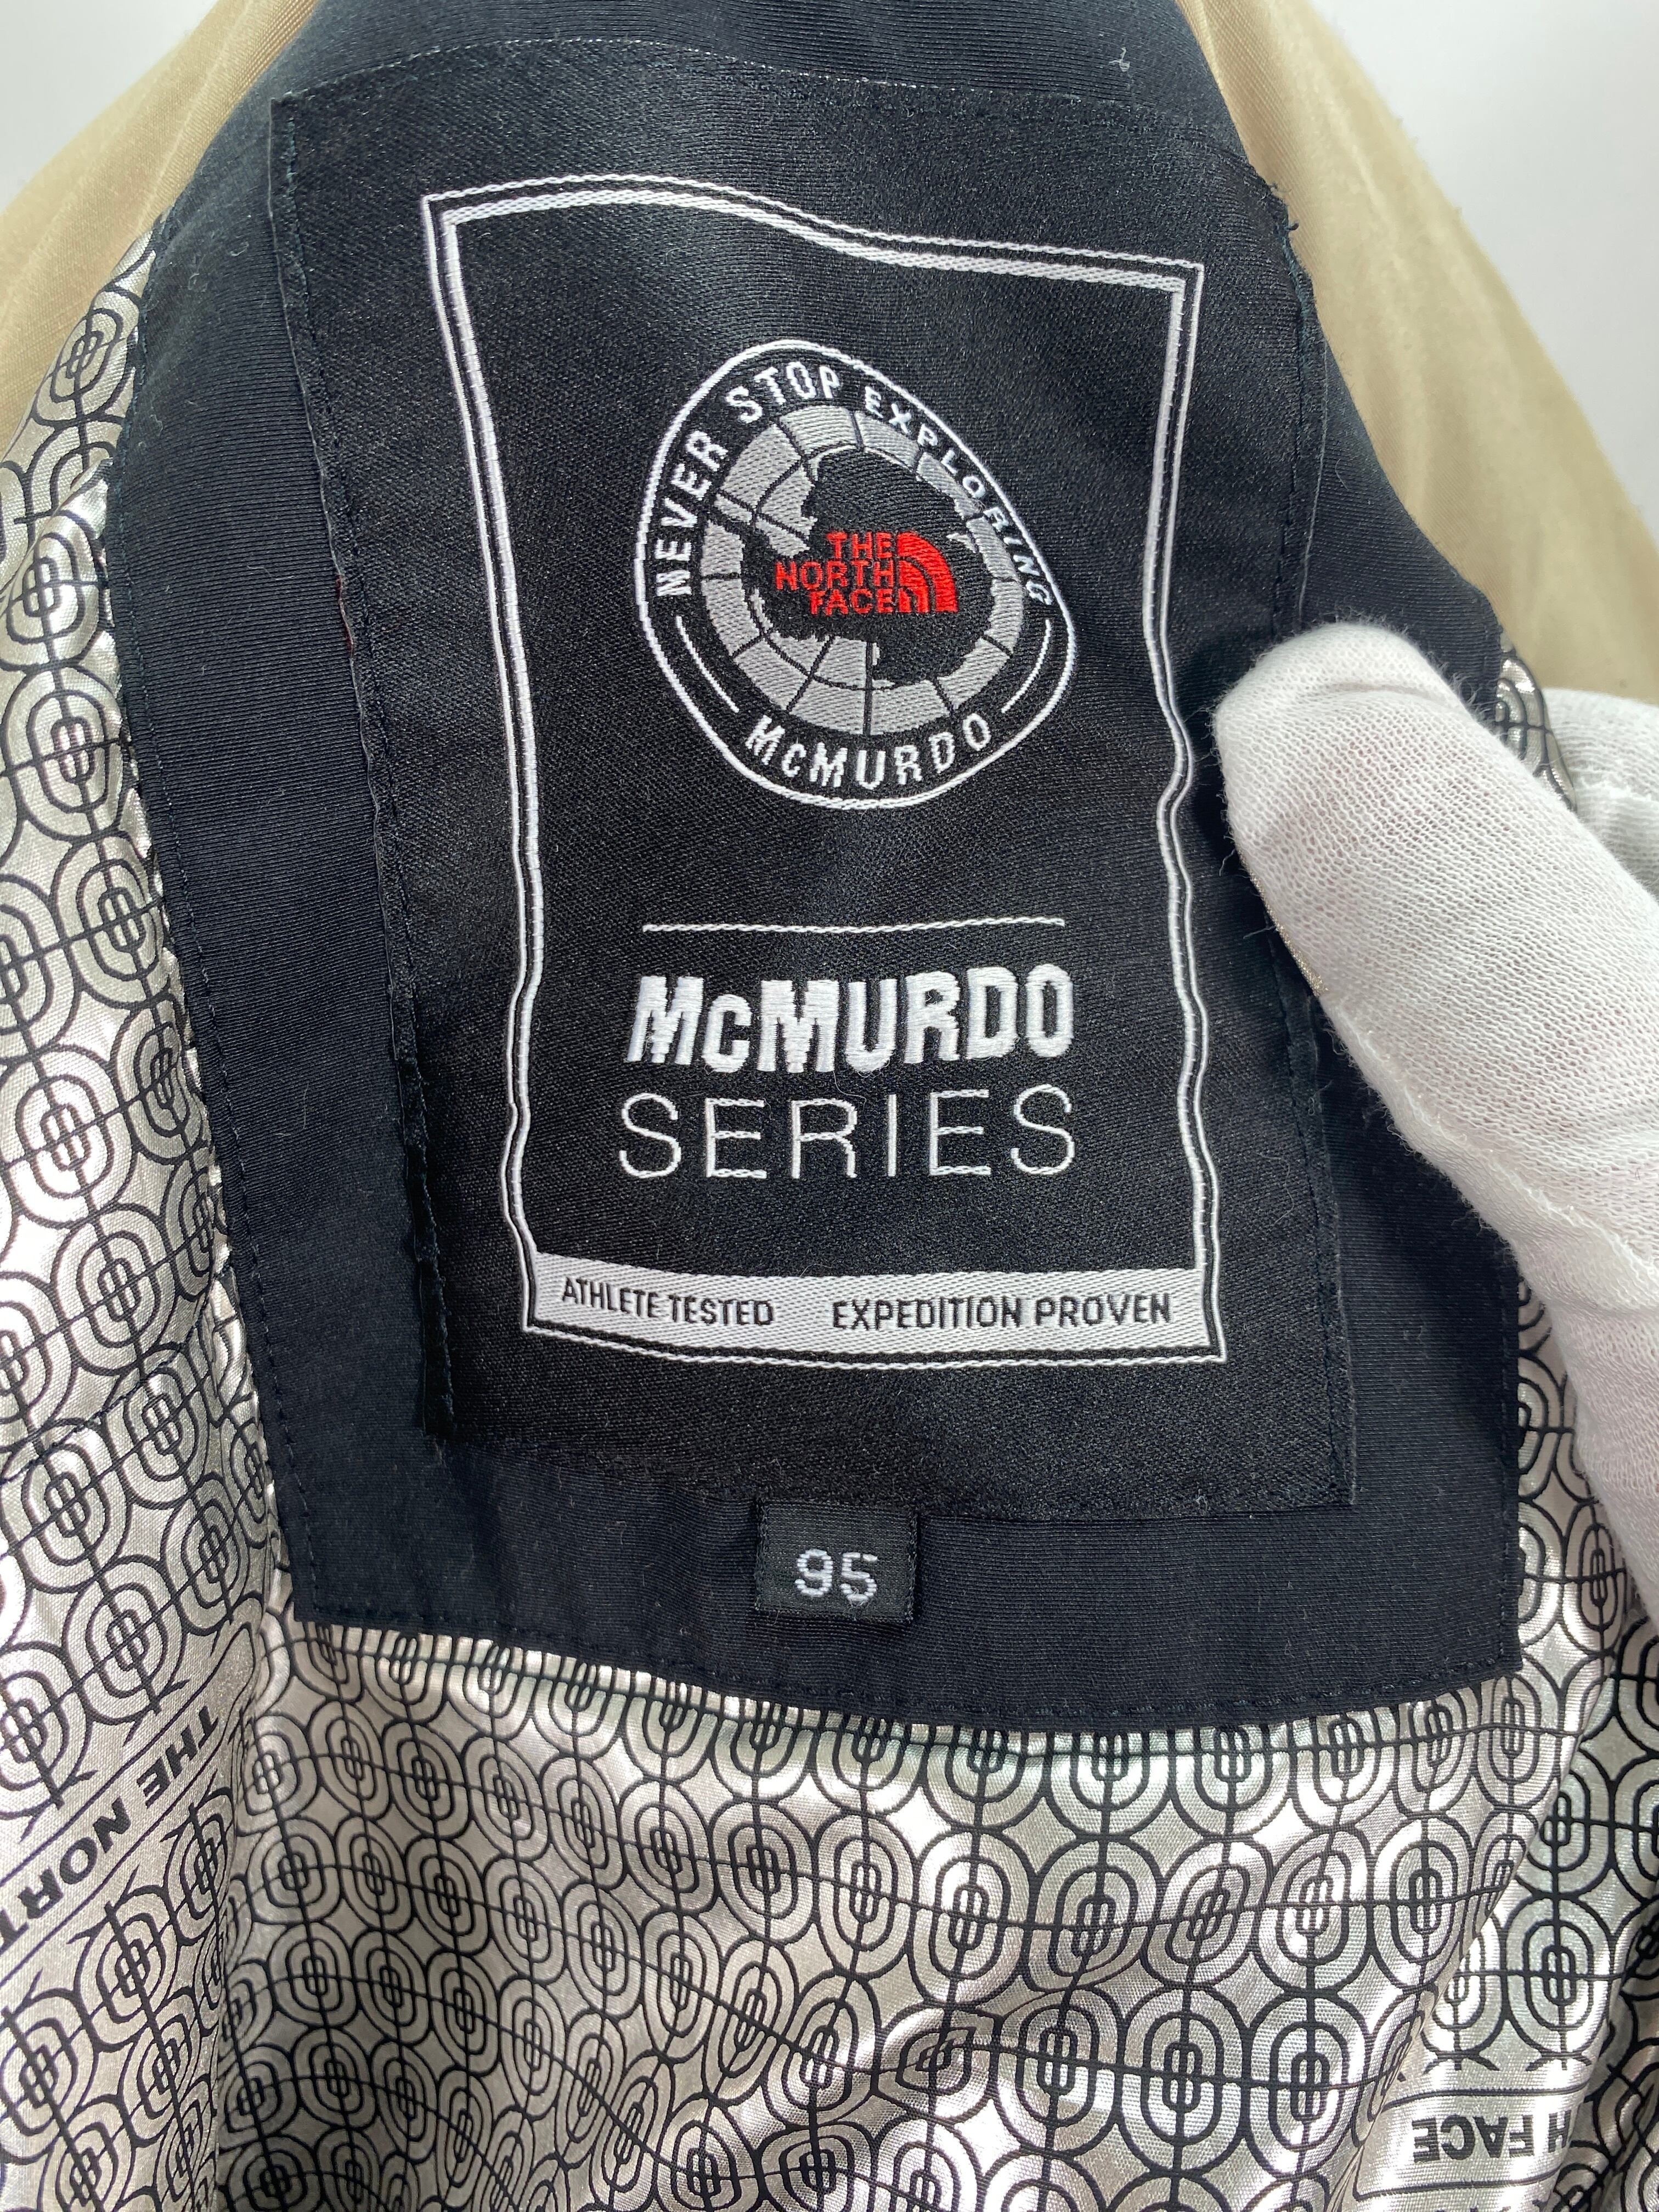 NEVER STOP EXPLORING
THE
NORTH
FACE
McMURDO
McMURDO
SERIES
ATHLETE TESTED EXPEDITION PROVEN
95
THE NORT
H FACE